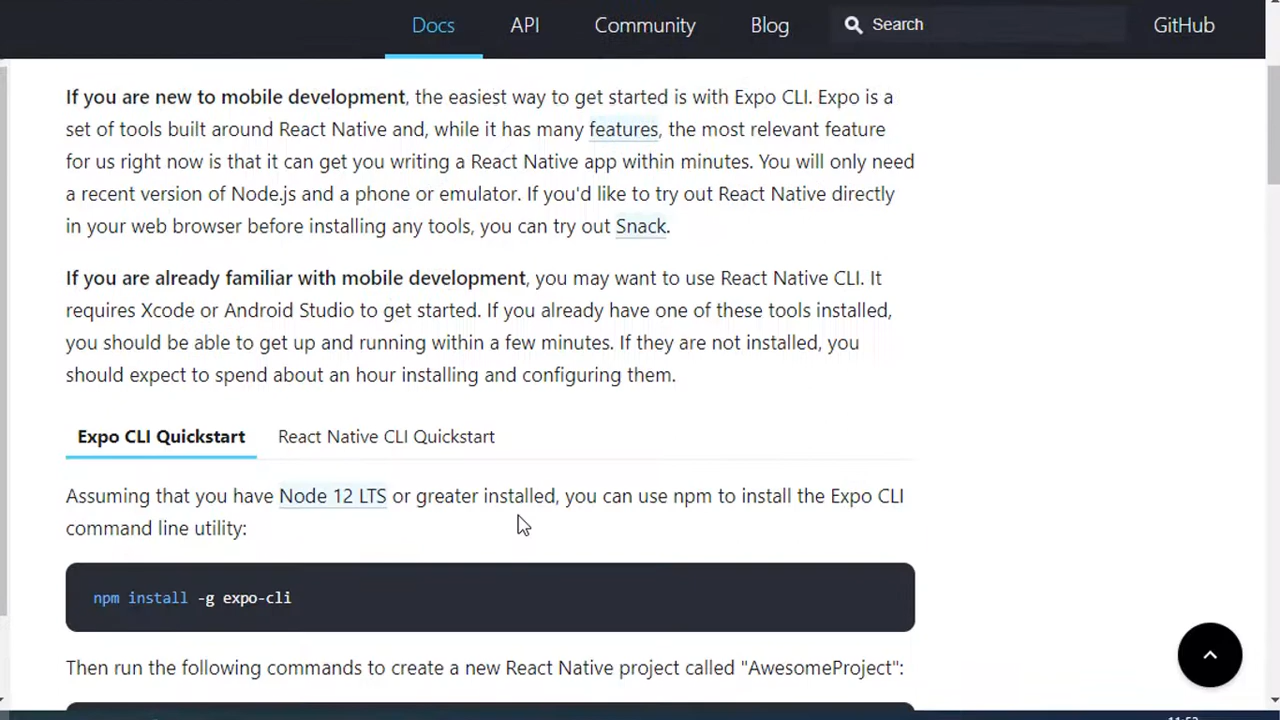 Docs API Community Blog Search GitHub
If you are new to mobile development, the easiest way to get started is with Expo CLI. Expo is a
set of tools built around React Native and, while it has many features, the most relevant feature
for us right now is that it can get you writing a React Native app within minutes. You will only need
a recent version of Node.js and a phone or emulator. If you'd like to try out React Native directly
in your web browser before installing any tools, you can try out Snack.
If you are already familiar with mobile development, you may want to use React Native CLI. It
requires Xcode or Android Studio to get started. If you already have one of these tools installed,
you should be able to get up and running within a few minutes. If they are not installed, you
should expect to spend about an hour installing and configuring them.
Expo CLI Quickstart React Native CLI Quickstart
Assuming that you have Node 12 LTS or greater installed, you can use npm to install the Expo CLI
command line utility:
npm install -g expo-cli
Then run the following commands to create a new React Native project called "AwesomeProject":